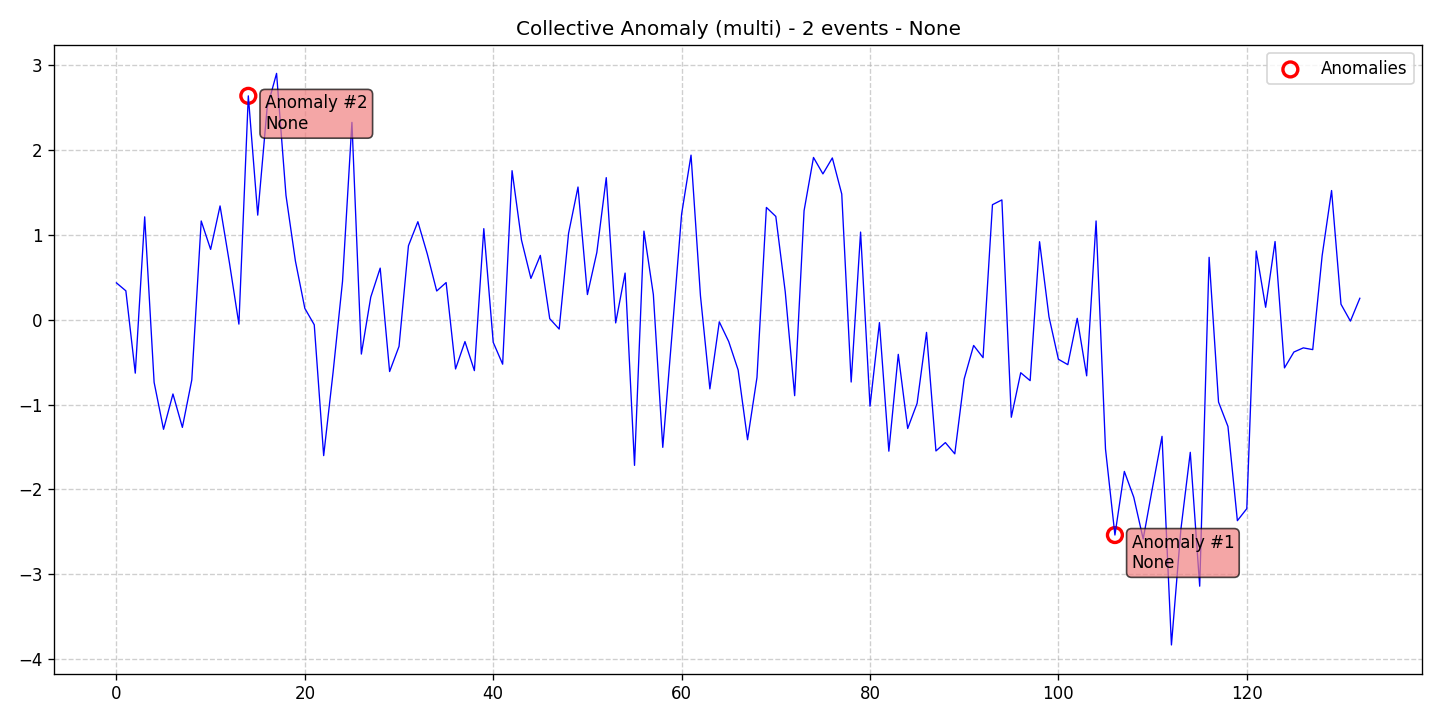 Collective Anomaly (multi) - 2 events - None
Anomalies
Anomaly #2
None
Anomaly #1
None
3
2
1
0
−1
−2
−3
−4
0
20
40
60
80
100
120